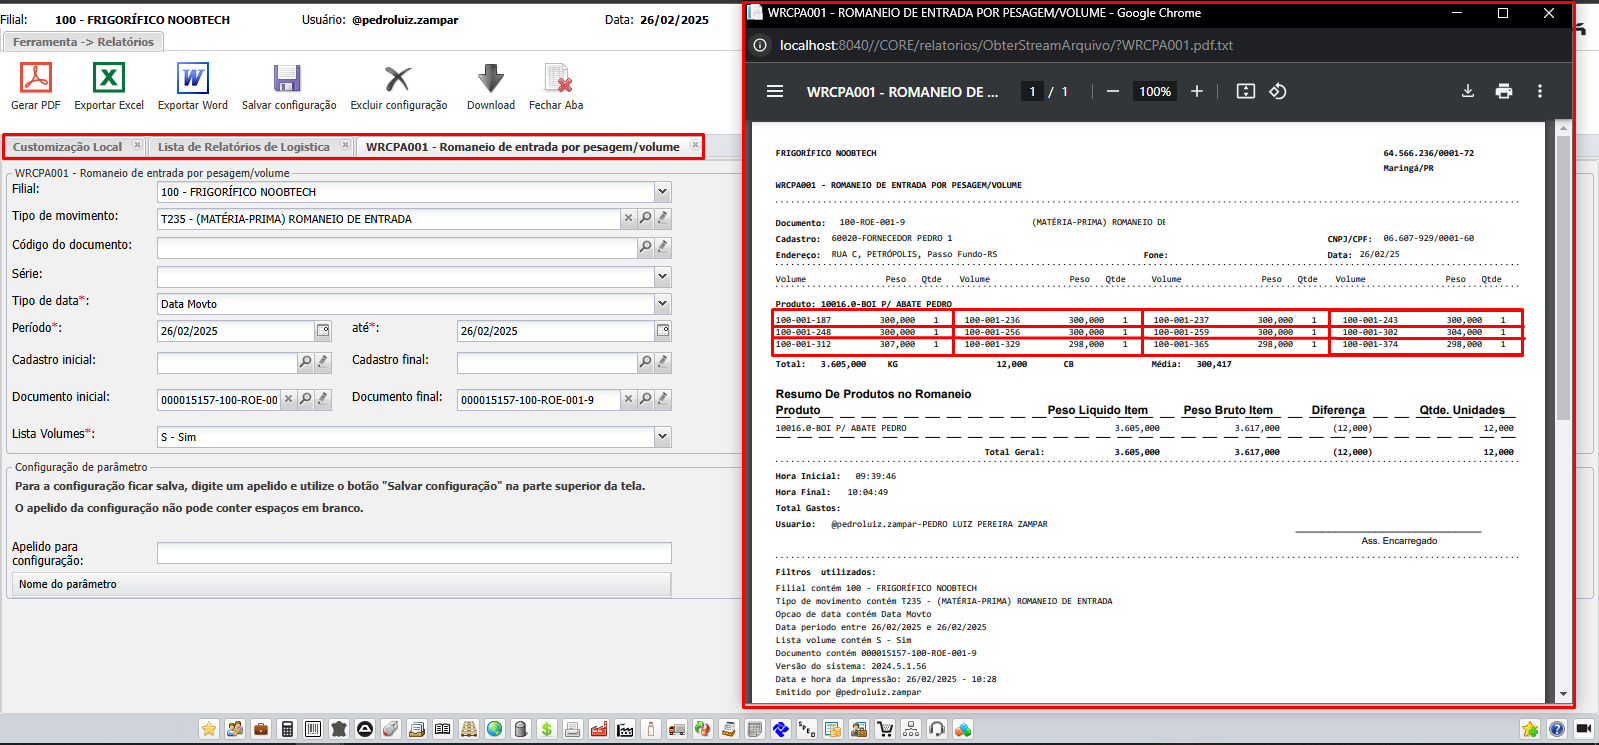 Filial: 100 - FRIGORÍFICO NOOBTECH Usuário: @pedroluiz.zampar Data: 26/02/2025
Ferramenta -> Relatórios
Gerar PDF Exportar Excel Exportar Word Salvar configuração Excluir configuração Download Fechar Aba
Customização Local Lista de Relatórios de Logistica WRCPA001 - Romaneio de entrada por pesagem/volume
WRCPA001 - Romaneio de entrada por pesagem/volume
Filial: 100 - FRIGORÍFICO NOOBTECH
Tipo de movimento: T235 - (MATÉRIA-PRIMA) ROMANEIO DE ENTRADA
Código do documento:
Série:
Tipo de data*: Data Movto
Período*: 26/02/2025 até*: 26/02/2025
Cadastro inicial: Cadastro final:
Documento inicial: 000015157-100-ROE-00 Documento final: 000015157-100-ROE-001-9
Lista Volumes*: S - Sim
Configuração de parâmetro
Para a configuração ficar salva, digite um apelido e utilize o botão "Salvar configuração" na parte superior da tela.
O apelido da configuração não pode conter espaços em branco.
Apelido para
configuração:
Nome do parâmetro
WRCPA001 - ROMANEIO DE ENTRADA POR PESAGEM/VOLUME - Google Chrome
localhost:8040//CORE/relatorios/ObterStreamArquivo/?WRCPA001.pdf.txt
WRCPA001 - ROMANEIO DE ... 1 / 1 100%
FRIGORÍFICO NOOBTECH 64.566.236/0001-72
Maringá/PR
WRCPA001 - ROMANEIO DE ENTRADA POR PESAGEM/VOLUME
Documento: 100-ROE-001-9 (MATÉRIA-PRIMA) ROMANEIO DE
Cadastro: 60020-FORNECEDOR PEDRO 1 CNPJ/CPF: 06.607-929/0001-60
Endereço: RUA C, PETRÓPOLIS, Passo Fundo-RS Fone: Data: 26/02/25
Volume Peso Qtde Volume Peso Qtde Volume Peso Qtde Volume Peso Qtde
Produto: 10016.0-BOI P/ ABATE PEDRO
100-001-187 300,000 1 100-001-236 300,000 1 100-001-237 300,000 1 100-001-243 300,000 1
100-001-248 300,000 1 100-001-256 300,000 1 100-001-259 300,000 1 100-001-302 304,000 1
100-001-312 307,000 1 100-001-329 298,000 1 100-001-365 298,000 1 100-001-374 298,000 1
Total: 3.605,000 KG 12,000 CB Média: 300,417
Resumo De Produtos no Romaneio
Produto Peso Liquido Item Peso Bruto Item Diferença Qtde. Unidades
10016.0-BOI P/ ABATE PEDRO 3.605,000 3.617,000 (12,000) 12,000
Total Geral: 3.605,000 3.617,000 (12,000) 12,000
Hora Inicial: 09:39:46
Hora Final: 10:04:49
Total Gastos:
Usuario: @pedroluiz.zampar-PEDRO LUIZ PEREIRA ZAMPAR
Ass. Encarregado
Filtros utilizados:
Filial contém 100 - FRIGORÍFICO NOOBTECH
Tipo de movimento contém T235 - (MATÉRIA-PRIMA) ROMANEIO DE ENTRADA
Opcao de data contém Data Movto
Data periodo entre 26/02/2025 e 26/02/2025
Lista volume contém S - Sim
Documento contém 000015157-100-ROE-001-9
Versão do sistema: 2024.5.1.56
Data e hora da impressão: 26/02/2025 - 10:28
Emitido por @pedroluiz.zampar